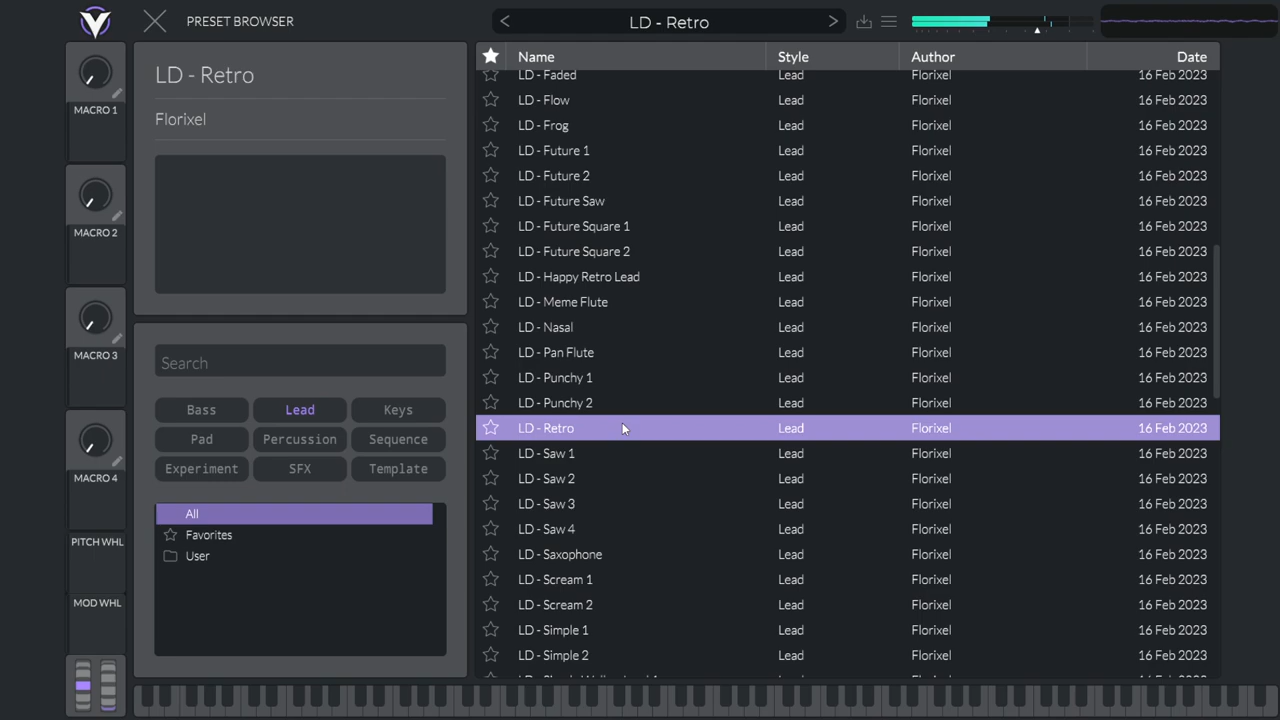 PRESET BROWSER
LD - Retro
MACRO 1
MACRO 2
MACRO 3
MACRO 4
PITCH WHL
MOD WHL
LD - Retro
Florixel
Search
Bass Lead Keys
Pad Percussion Sequence
Experiment SFX Template
All
Favorites
User
Name Style Author Date
LD - Faded Lead Florixel 16 Feb 2023
LD - Flow Lead Florixel 16 Feb 2023
LD - Frog Lead Florixel 16 Feb 2023
LD - Future 1 Lead Florixel 16 Feb 2023
LD - Future 2 Lead Florixel 16 Feb 2023
LD - Future Saw Lead Florixel 16 Feb 2023
LD - Future Square 1 Lead Florixel 16 Feb 2023
LD - Future Square 2 Lead Florixel 16 Feb 2023
LD - Happy Retro Lead Lead Florixel 16 Feb 2023
LD - Meme Flute Lead Florixel 16 Feb 2023
LD - Nasal Lead Florixel 16 Feb 2023
LD - Pan Flute Lead Florixel 16 Feb 2023
LD - Punchy 1 Lead Florixel 16 Feb 2023
LD - Punchy 2 Lead Florixel 16 Feb 2023
LD - Retro Lead Florixel 16 Feb 2023
LD - Saw 1 Lead Florixel 16 Feb 2023
LD - Saw 2 Lead Florixel 16 Feb 2023
LD - Saw 3 Lead Florixel 16 Feb 2023
LD - Saw 4 Lead Florixel 16 Feb 2023
LD - Saxophone Lead Florixel 16 Feb 2023
LD - Scream 1 Lead Florixel 16 Feb 2023
LD - Scream 2 Lead Florixel 16 Feb 2023
LD - Simple 1 Lead Florixel 16 Feb 2023
LD - Simple 2 Lead Florixel 16 Feb 2023